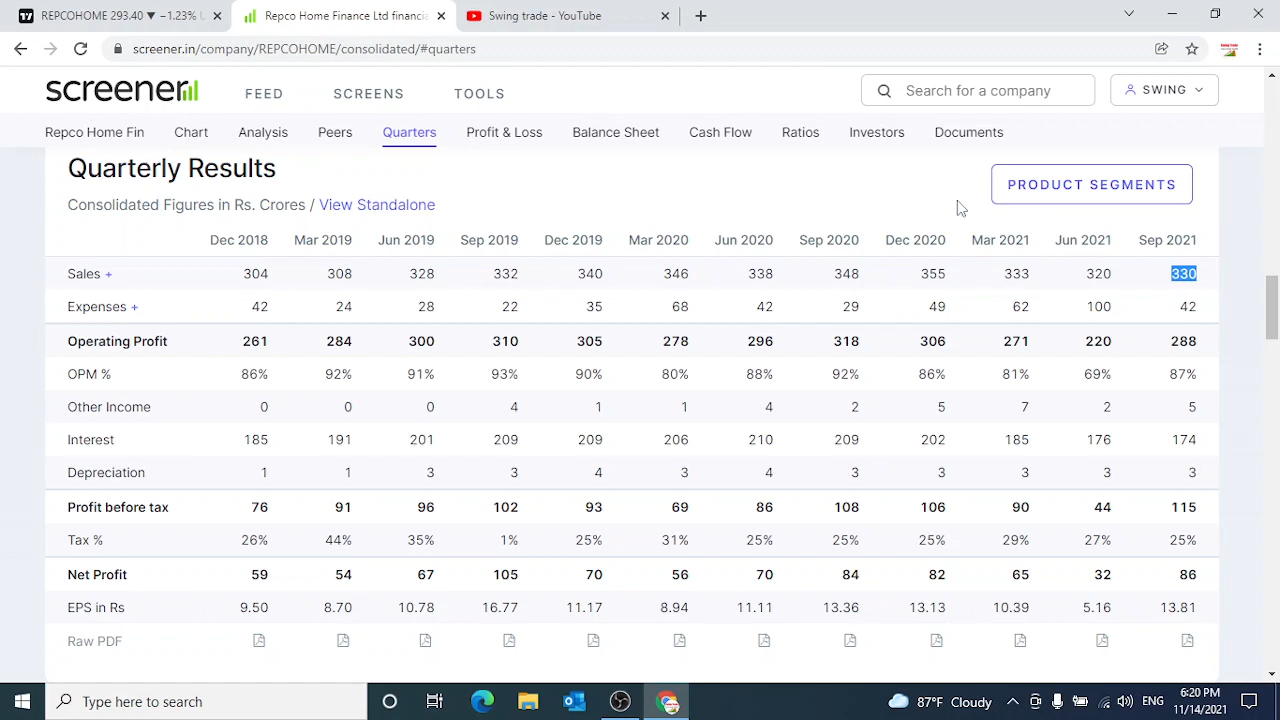 REPCOHOME 293.40 ▼ −1.23% U
Repco Home Finance Ltd financia
Swing trade - YouTube
screener.in/company/REPCOHOME/consolidated/#quarters
screener
FEED SCREENS TOOLS
Search for a company
SWING
Repco Home Fin Chart Analysis Peers Quarters Profit & Loss Balance Sheet Cash Flow Ratios Investors Documents
Quarterly Results
PRODUCT SEGMENTS
Consolidated Figures in Rs. Crores / View Standalone
Dec 2018 Mar 2019 Jun 2019 Sep 2019 Dec 2019 Mar 2020 Jun 2020 Sep 2020 Dec 2020 Mar 2021 Jun 2021 Sep 2021
Sales + 304 308 328 332 340 346 338 348 355 333 320 330
Expenses + 42 24 28 22 35 68 42 29 49 62 100 42
Operating Profit 261 284 300 310 305 278 296 318 306 271 220 288
OPM % 86% 92% 91% 93% 90% 80% 88% 92% 86% 81% 69% 87%
Other Income 0 0 0 4 1 1 4 2 5 7 2 5
Interest 185 191 201 209 209 206 210 209 202 185 176 174
Depreciation 1 1 3 3 4 3 4 3 3 3 3 3
Profit before tax 76 91 96 102 93 69 86 108 106 90 44 115
Tax % 26% 44% 35% 1% 25% 31% 25% 25% 25% 29% 27% 25%
Net Profit 59 54 67 105 70 56 70 84 82 65 32 86
EPS in Rs 9.50 8.70 10.78 16.77 11.17 8.94 11.11 13.36 13.13 10.39 5.16 13.81
Raw PDF
Type here to search
87°F Cloudy
ENG
6:20 PM
11/14/2021